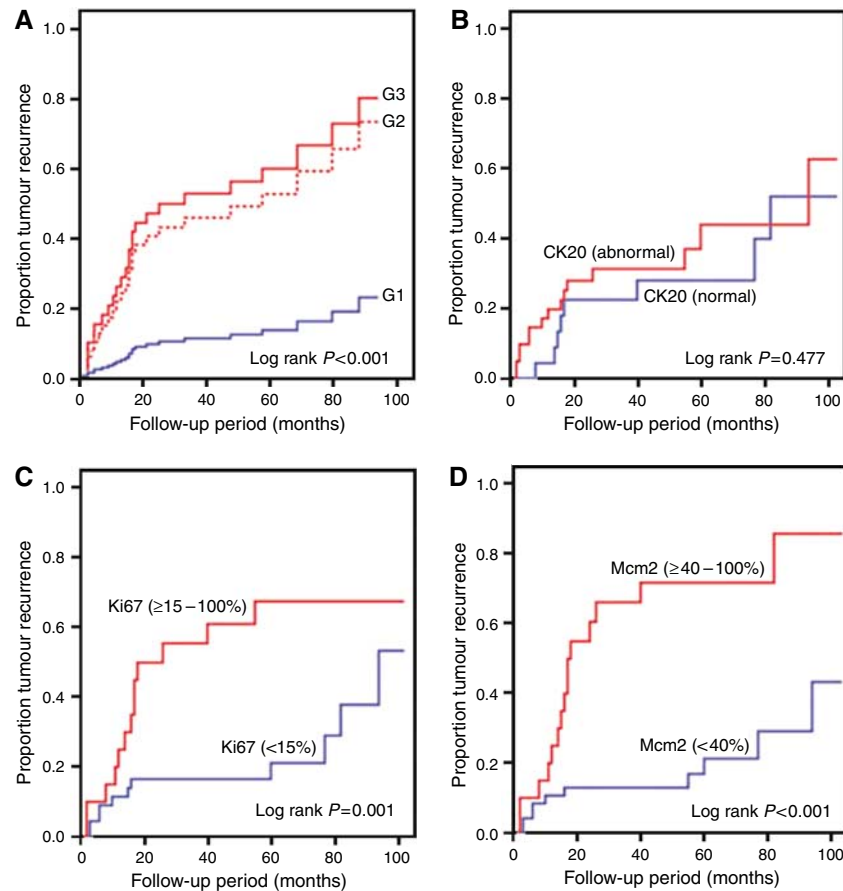 A
Proportion tumour recurrence
1.0
0.8
0.6
0.4
0.2
0.0
G3
G2
G1
Log rank P<0.001
0 20 40 60 80 100
Follow-up period (months)
B
Proportion tumour recurrence
1.0
0.8
0.6
0.4
0.2
0.0
CK20 (abnormal)
CK20 (normal)
Log rank P=0.477
0 20 40 60 80 100
Follow-up period (months)
C
Proportion tumour recurrence
1.0
0.8
0.6
0.4
0.2
0.0
Ki67 (≥15–100%)
Ki67 (<15%)
Log rank P=0.001
0 20 40 60 80 100
Follow-up period (months)
D
Proportion tumour recurrence
1.0
0.8
0.6
0.4
0.2
0.0
Mcm2 (≥40–100%)
Mcm2 (<40%)
Log rank P<0.001
0 20 40 60 80 100
Follow-up period (months)